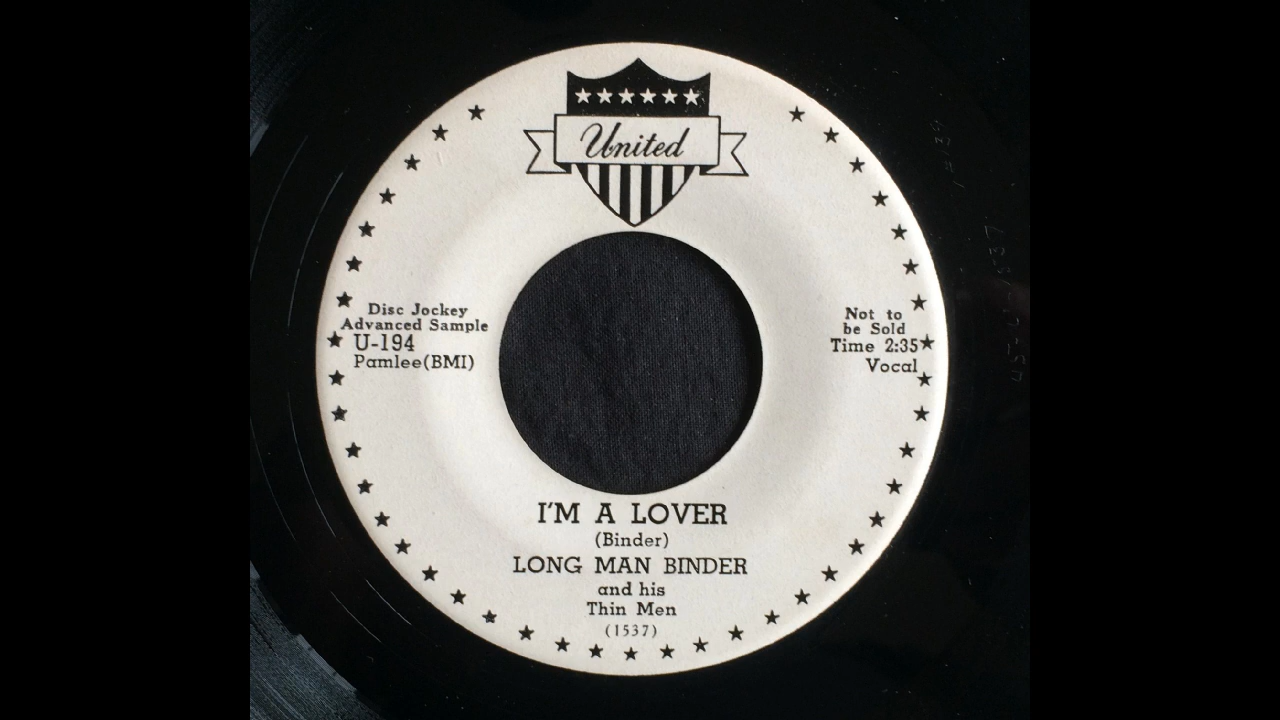 United
Disc Jockey
Advanced Sample
U-194
Pamlee(BMI)
Not to
be Sold
Time 2:35
Vocal
I'M A LOVER
(Binder)
LONG MAN BINDER
and his
Thin Men
(1537)